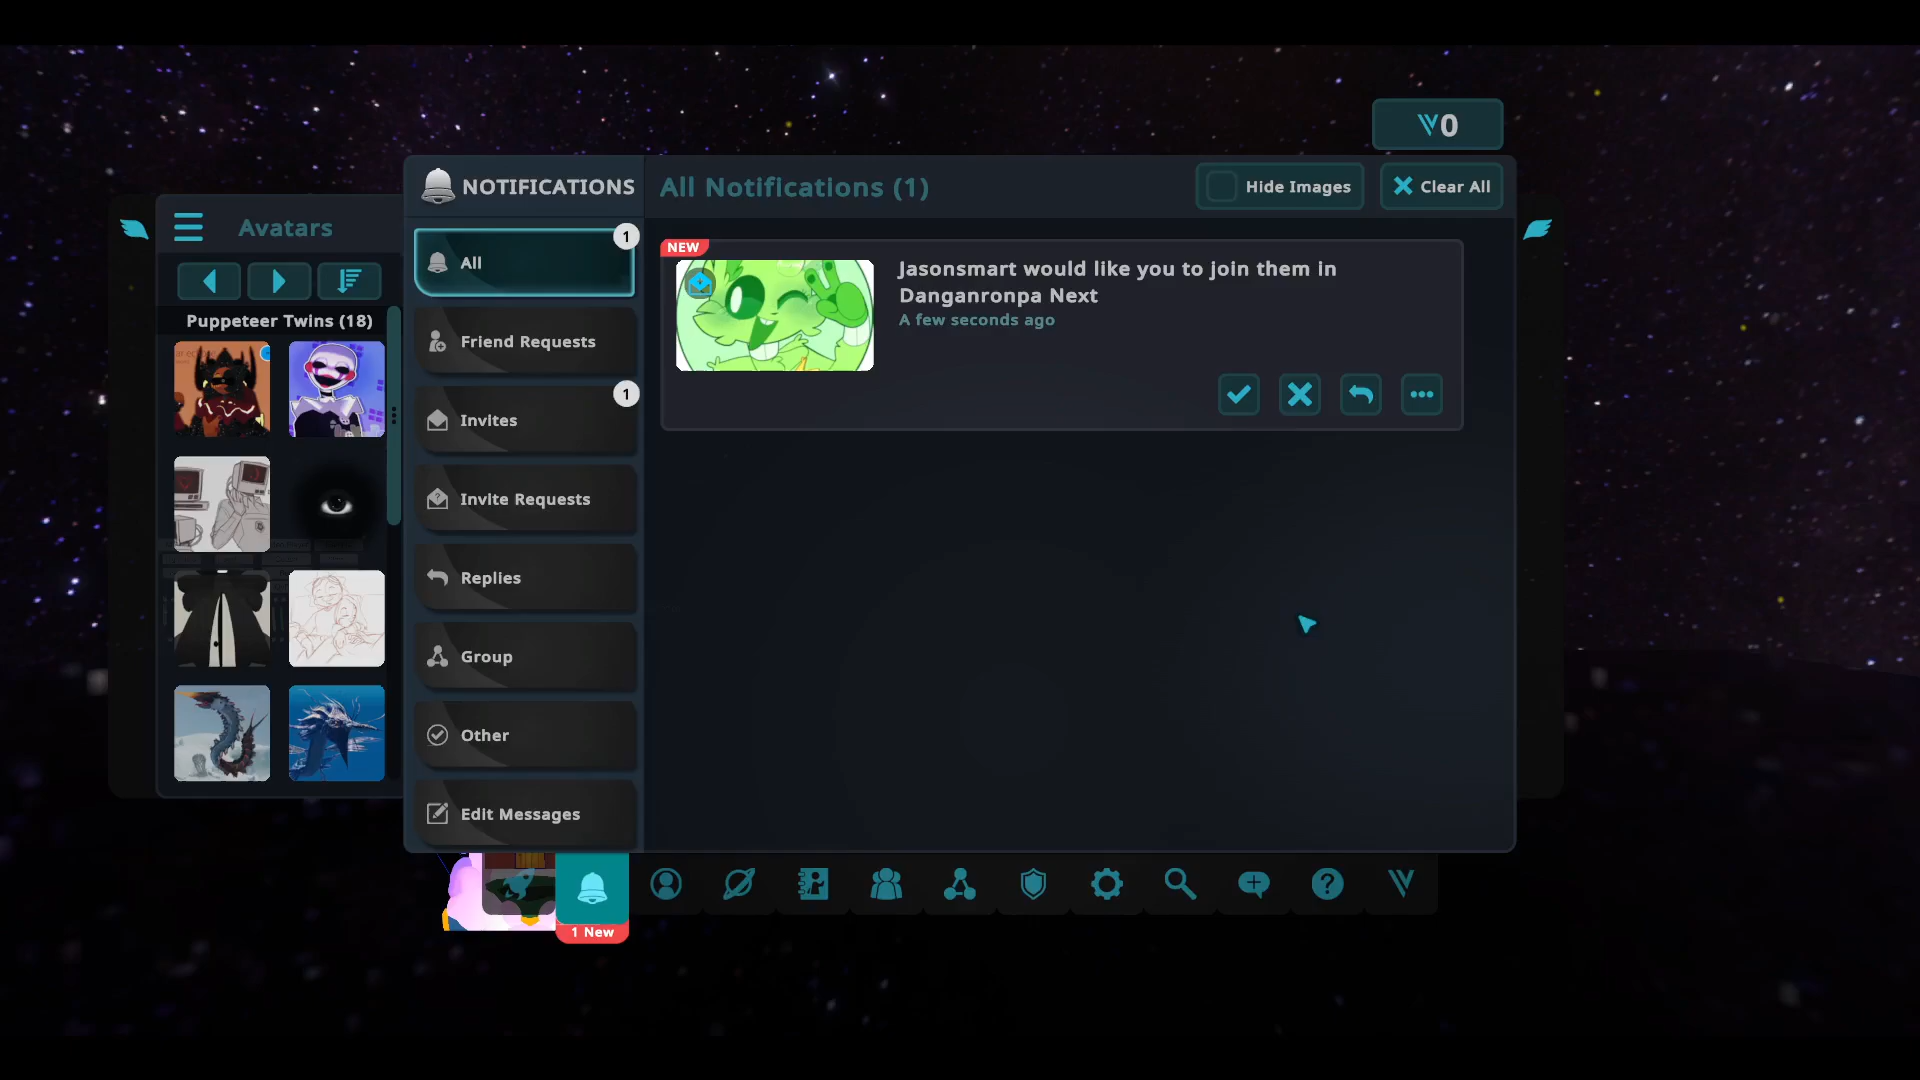 0
Avatars
Puppeteer Twins (18)
NOTIFICATIONS
All
1
Friend Requests
Invites
1
Invite Requests
Replies
Group
Other
Edit Messages
All Notifications (1)
Hide Images
Clear All
NEW
Jasonsmart would like you to join them in
Danganronpa Next
A few seconds ago
1 New